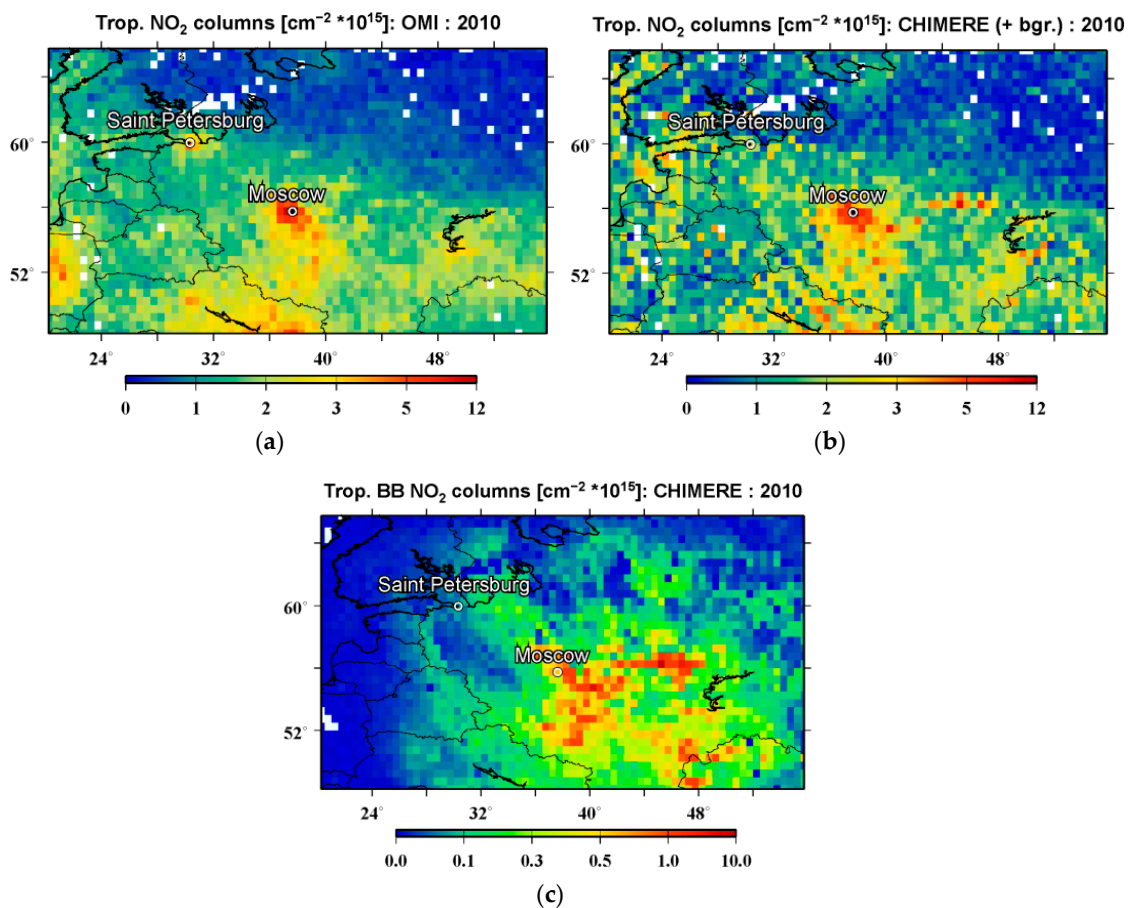 Trop. NO₂ columns [cm⁻² *10¹⁵]: OMI : 2010
Saint Petersburg
60°
Moscow
52°
24° 32° 40° 48°
0 1 2 3 5 12
(a)
Trop. NO₂ columns [cm⁻² *10¹⁵]: CHIMERE (+ bgr.) : 2010
Saint Petersburg
60°
Moscow
52°
24° 32° 40° 48°
0 1 2 3 5 12
(b)
Trop. BB NO₂ columns [cm⁻² *10¹⁵]: CHIMERE : 2010
Saint Petersburg
60°
Moscow
52°
24° 32° 40° 48°
0.0 0.1 0.3 0.5 1.0 10.0
(c)